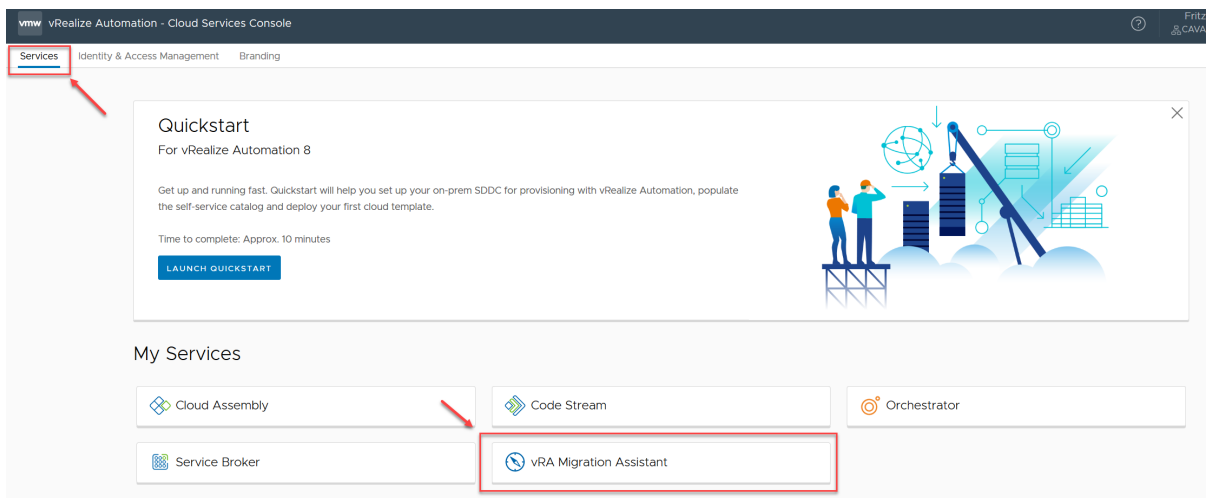 vmw vRealize Automation - Cloud Services Console
Fritz
CAVA
Services Identity & Access Management Branding
Quickstart
For vRealize Automation 8
Get up and running fast. Quickstart will help you set up your on-prem SDDC for provisioning with vRealize Automation, populate
the self-service catalog and deploy your first cloud template.
Time to complete: Approx. 10 minutes
LAUNCH QUICKSTART
My Services
Cloud Assembly
Code Stream
Orchestrator
Service Broker
vRA Migration Assistant